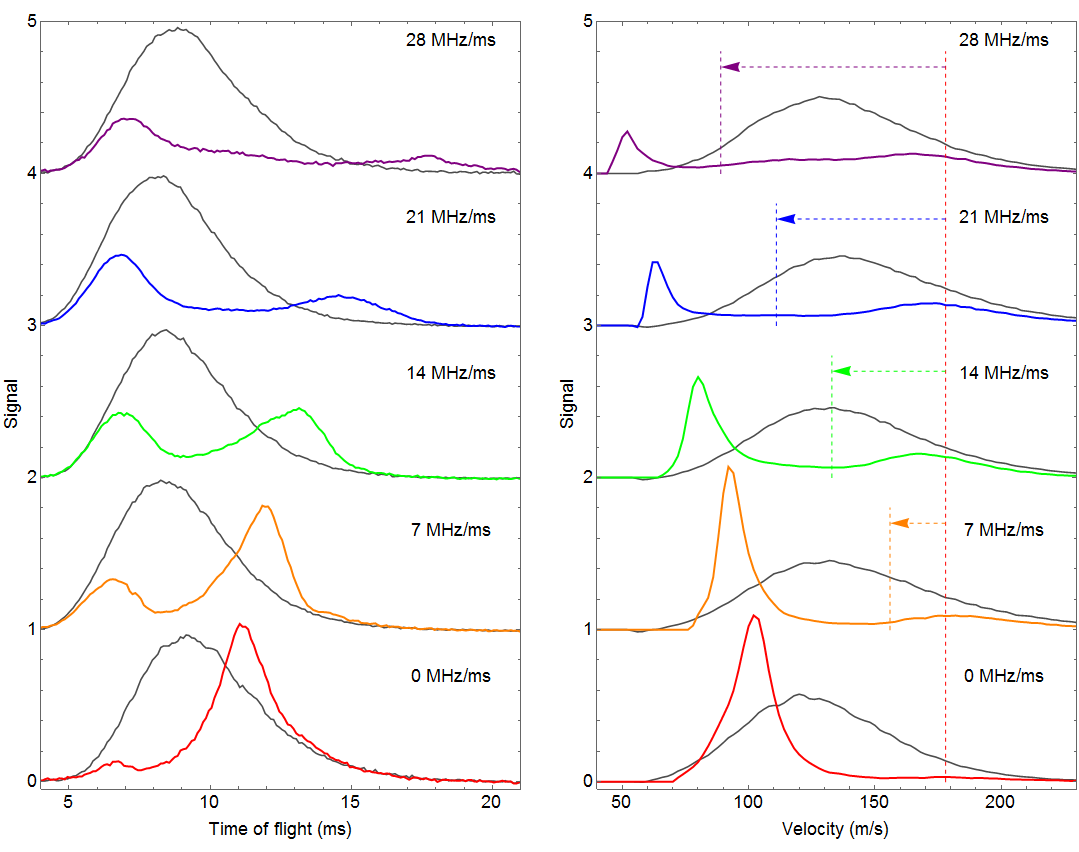 5
28 MHz/ms
4
21 MHz/ms
3
14 MHz/ms
2
7 MHz/ms
1
0 MHz/ms
0
5
10
15
20
Time of flight (ms)
Signal
5
28 MHz/ms
4
21 MHz/ms
3
14 MHz/ms
2
7 MHz/ms
1
0 MHz/ms
0
50
100
150
200
Velocity (m/s)
Signal